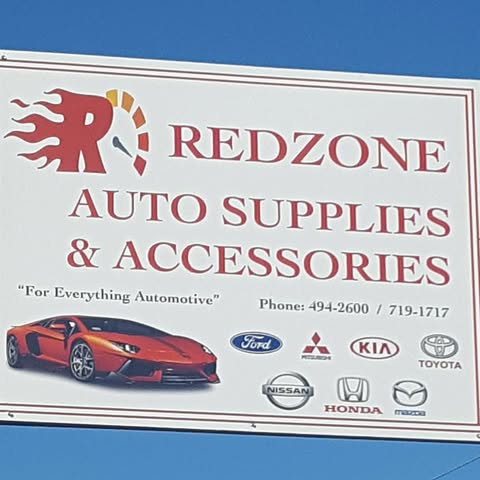 R REDZONE
AUTO SUPPLIES
& ACCESSORIES
“For Everything Automotive”
Phone: 494-2600 / 719-1717
Ford MITSUBISHI KIA TOYOTA
NISSAN HONDA mazda